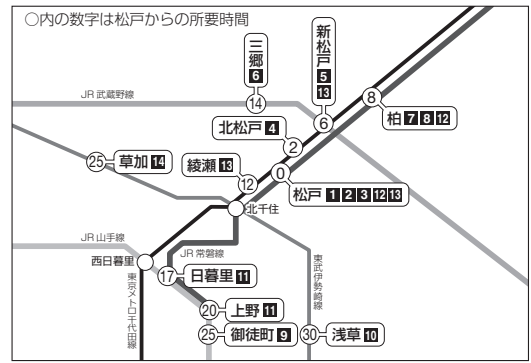 ○内の数字は松戸からの所要時間
三郷 6
14
新松戸 5 13
6
JR 武蔵野線
8
柏 7 8 12
北松戸 4
2
25 草加 14
綾瀬 13
12
0
松戸 1 2 3 12 13
北千住
JR 山手線
JR 常磐線
西日暮里
東京メトロ千代田線
17 日暮里 11
東武伊勢崎線
20 上野 11
25 御徒町 9
30 浅草 10